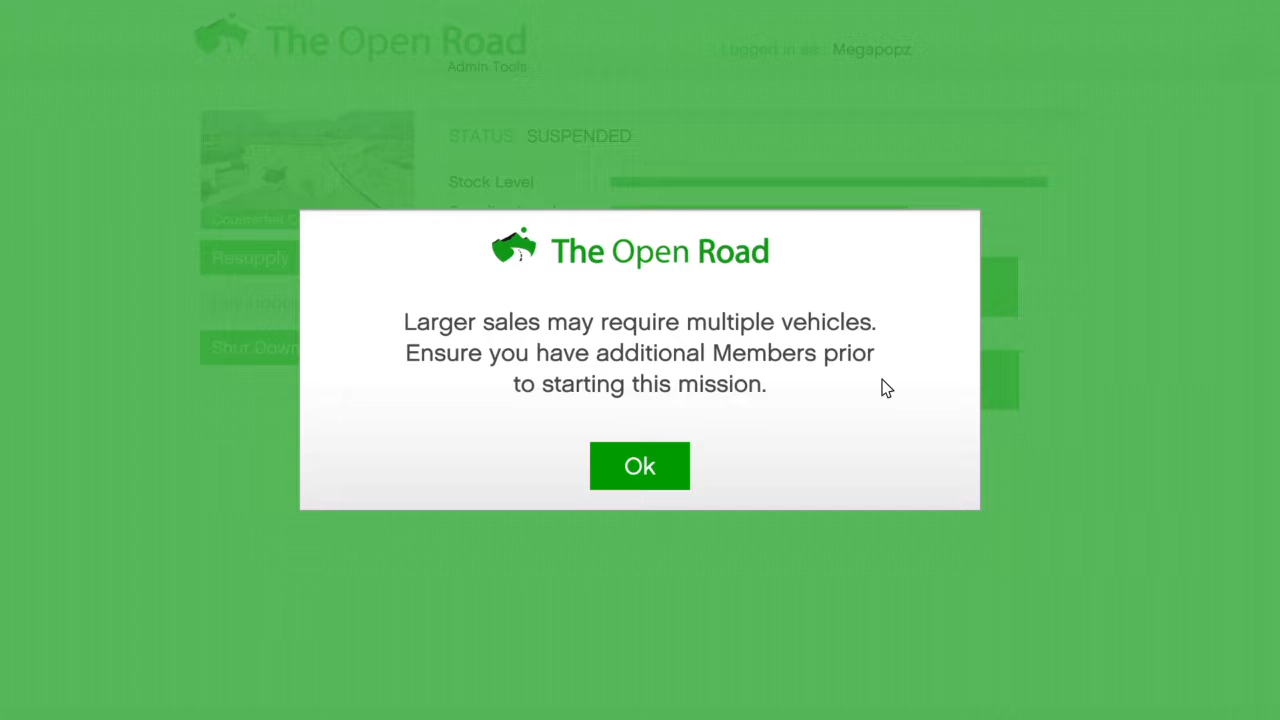 The Open Road
Admin Tools
Logged in as: Megapopz
STATUS: SUSPENDED
Stock Level
Resupply
Shut Down
The Open Road
Larger sales may require multiple vehicles.
Ensure you have additional Members prior
to starting this mission.
Ok